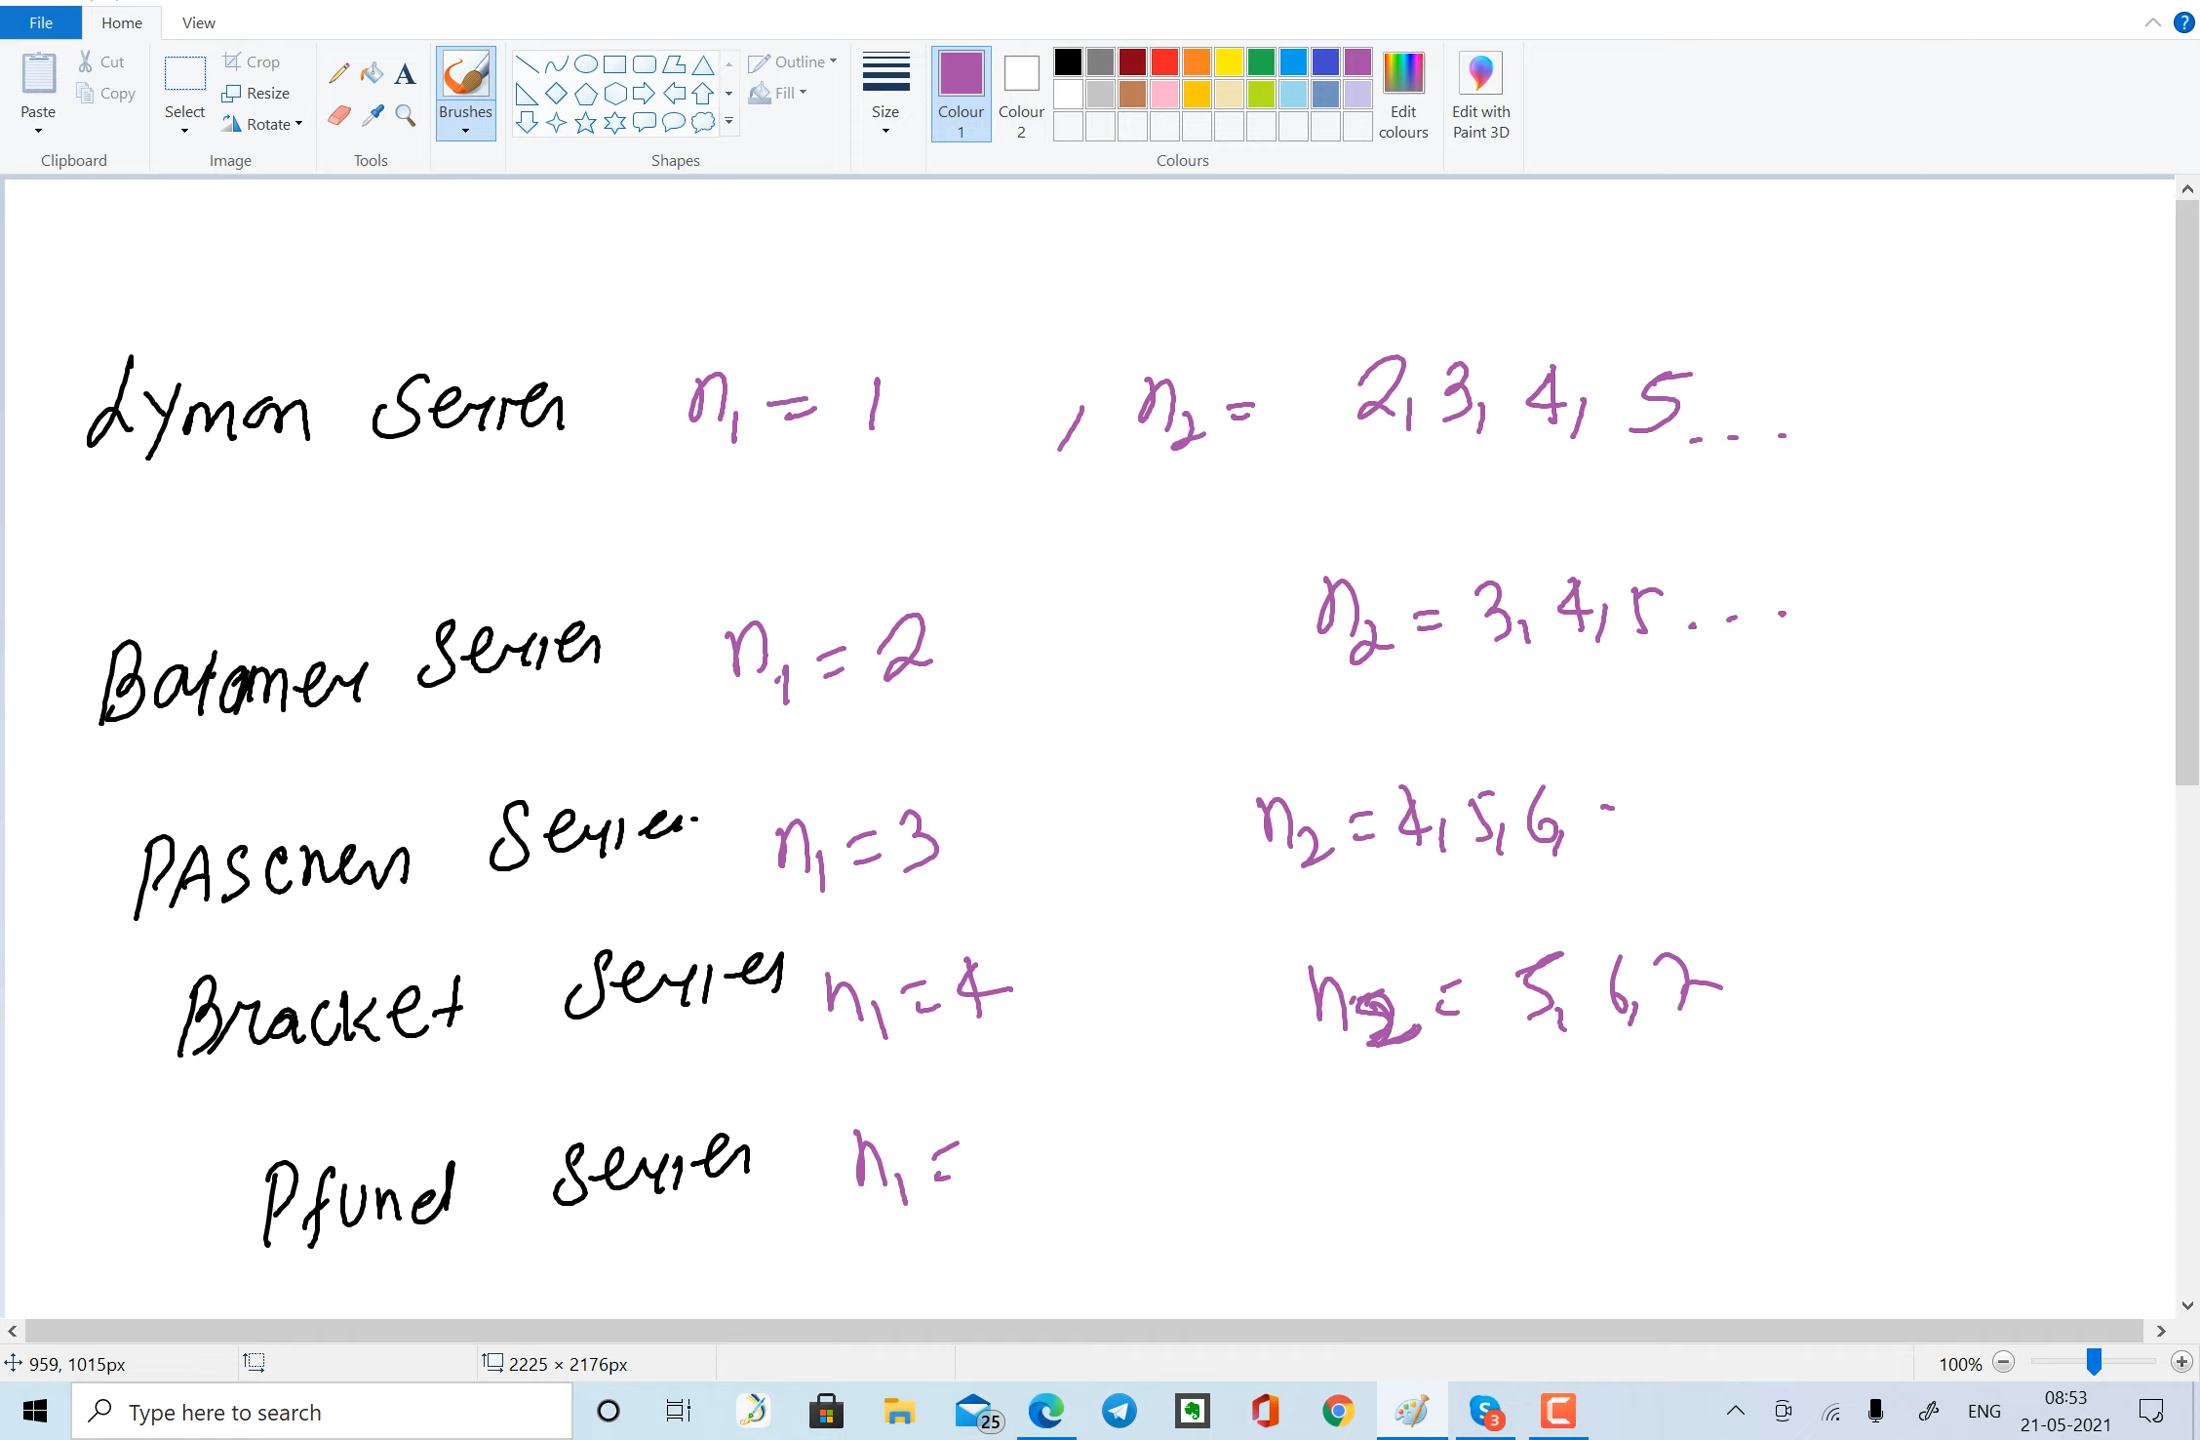 File Home View
Cut Crop Outline
Paste Copy Select Resize Brushes Fill Size Colour 1 Colour 2 Edit colours Edit with Paint 3D
Rotate A
Clipboard Image Tools Shapes Colours
Lyman Series n1 = 1 , n2 = 2, 3, 4, 5...
Balamer Series n1 = 2 n2 = 3, 4, 5...
PASChen Series n1 = 3 n2 = 4, 5, 6, -
Bracket Series n1 = 4 n2 = 5, 6, 7
Pfund Series n1 =
959, 1015px 2225 × 2176px 100%
Type here to search 25 S 3 ENG 08:53
21-05-2021